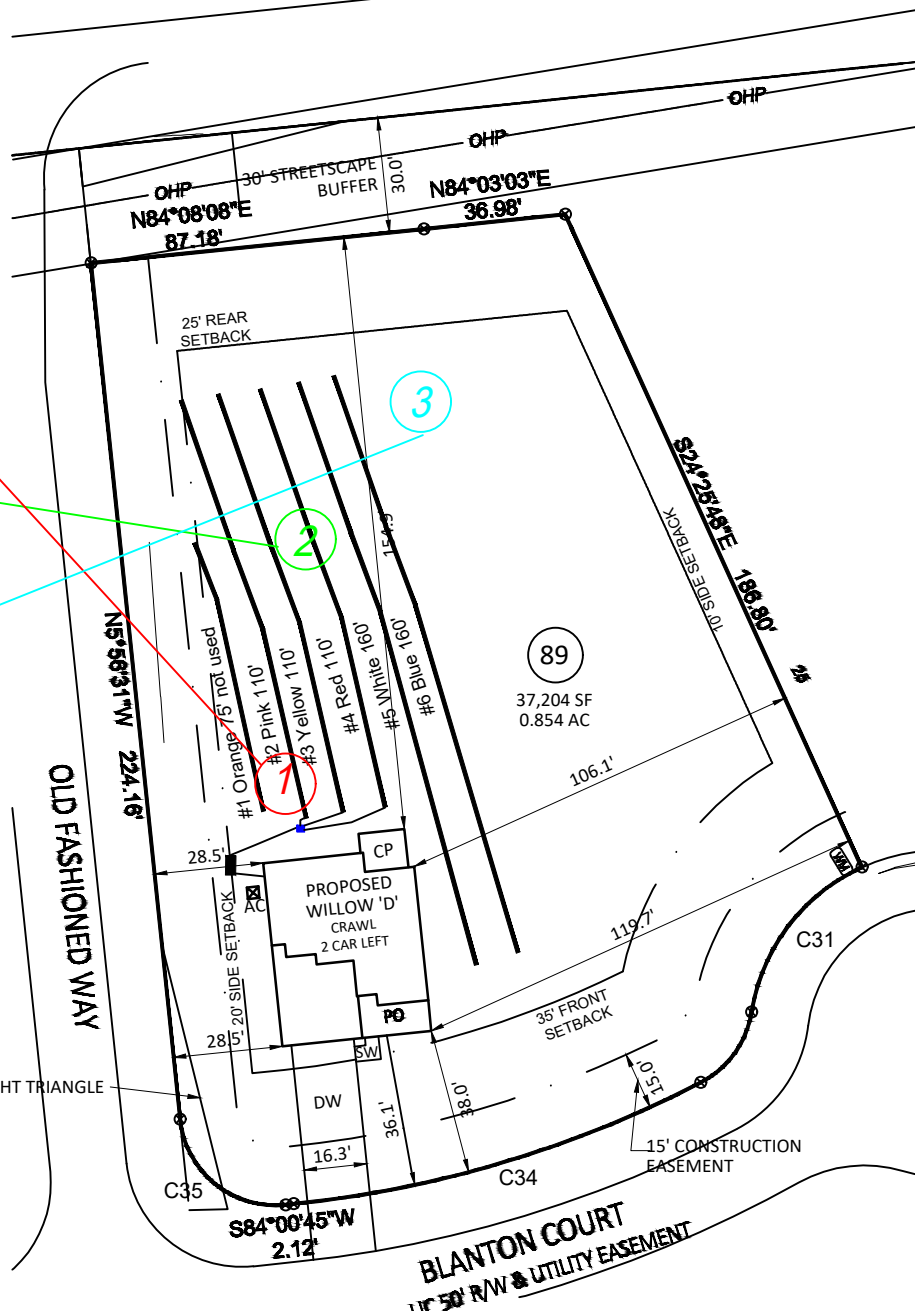 OHP
OHP
OHP
30' STREETSCAPE
BUFFER
30.0'
N84°08'08"E
87.18'
N84°03'03"E
36.98'
25' REAR
SETBACK
3
2
154.9'
S24°25'48"E 186.80'
10' SIDE SETBACK
25
N5°56'31"W 224.16'
#1 Orange 75' not used
#2 Pink 110'
#3 Yellow 110'
#4 Red 110'
#5 White 160'
#6 Blue 160'
89
37,204 SF
0.854 AC
1
106.1'
OLD FASHIONED WAY
28.5'
CP
WM
AC
PROPOSED
WILLOW 'D'
CRAWL
2 CAR LEFT
20' SIDE SETBACK
119.7'
C31
PO
35' FRONT
SETBACK
28.5'
SW
HT TRIANGLE
DW
36.1'
38.0'
15.0'
16.3'
15' CONSTRUCTION
EASEMENT
C35
C34
S84°00'45"W
2.12'
BLANTON COURT
50' R/W & UTILITY EASEMENT